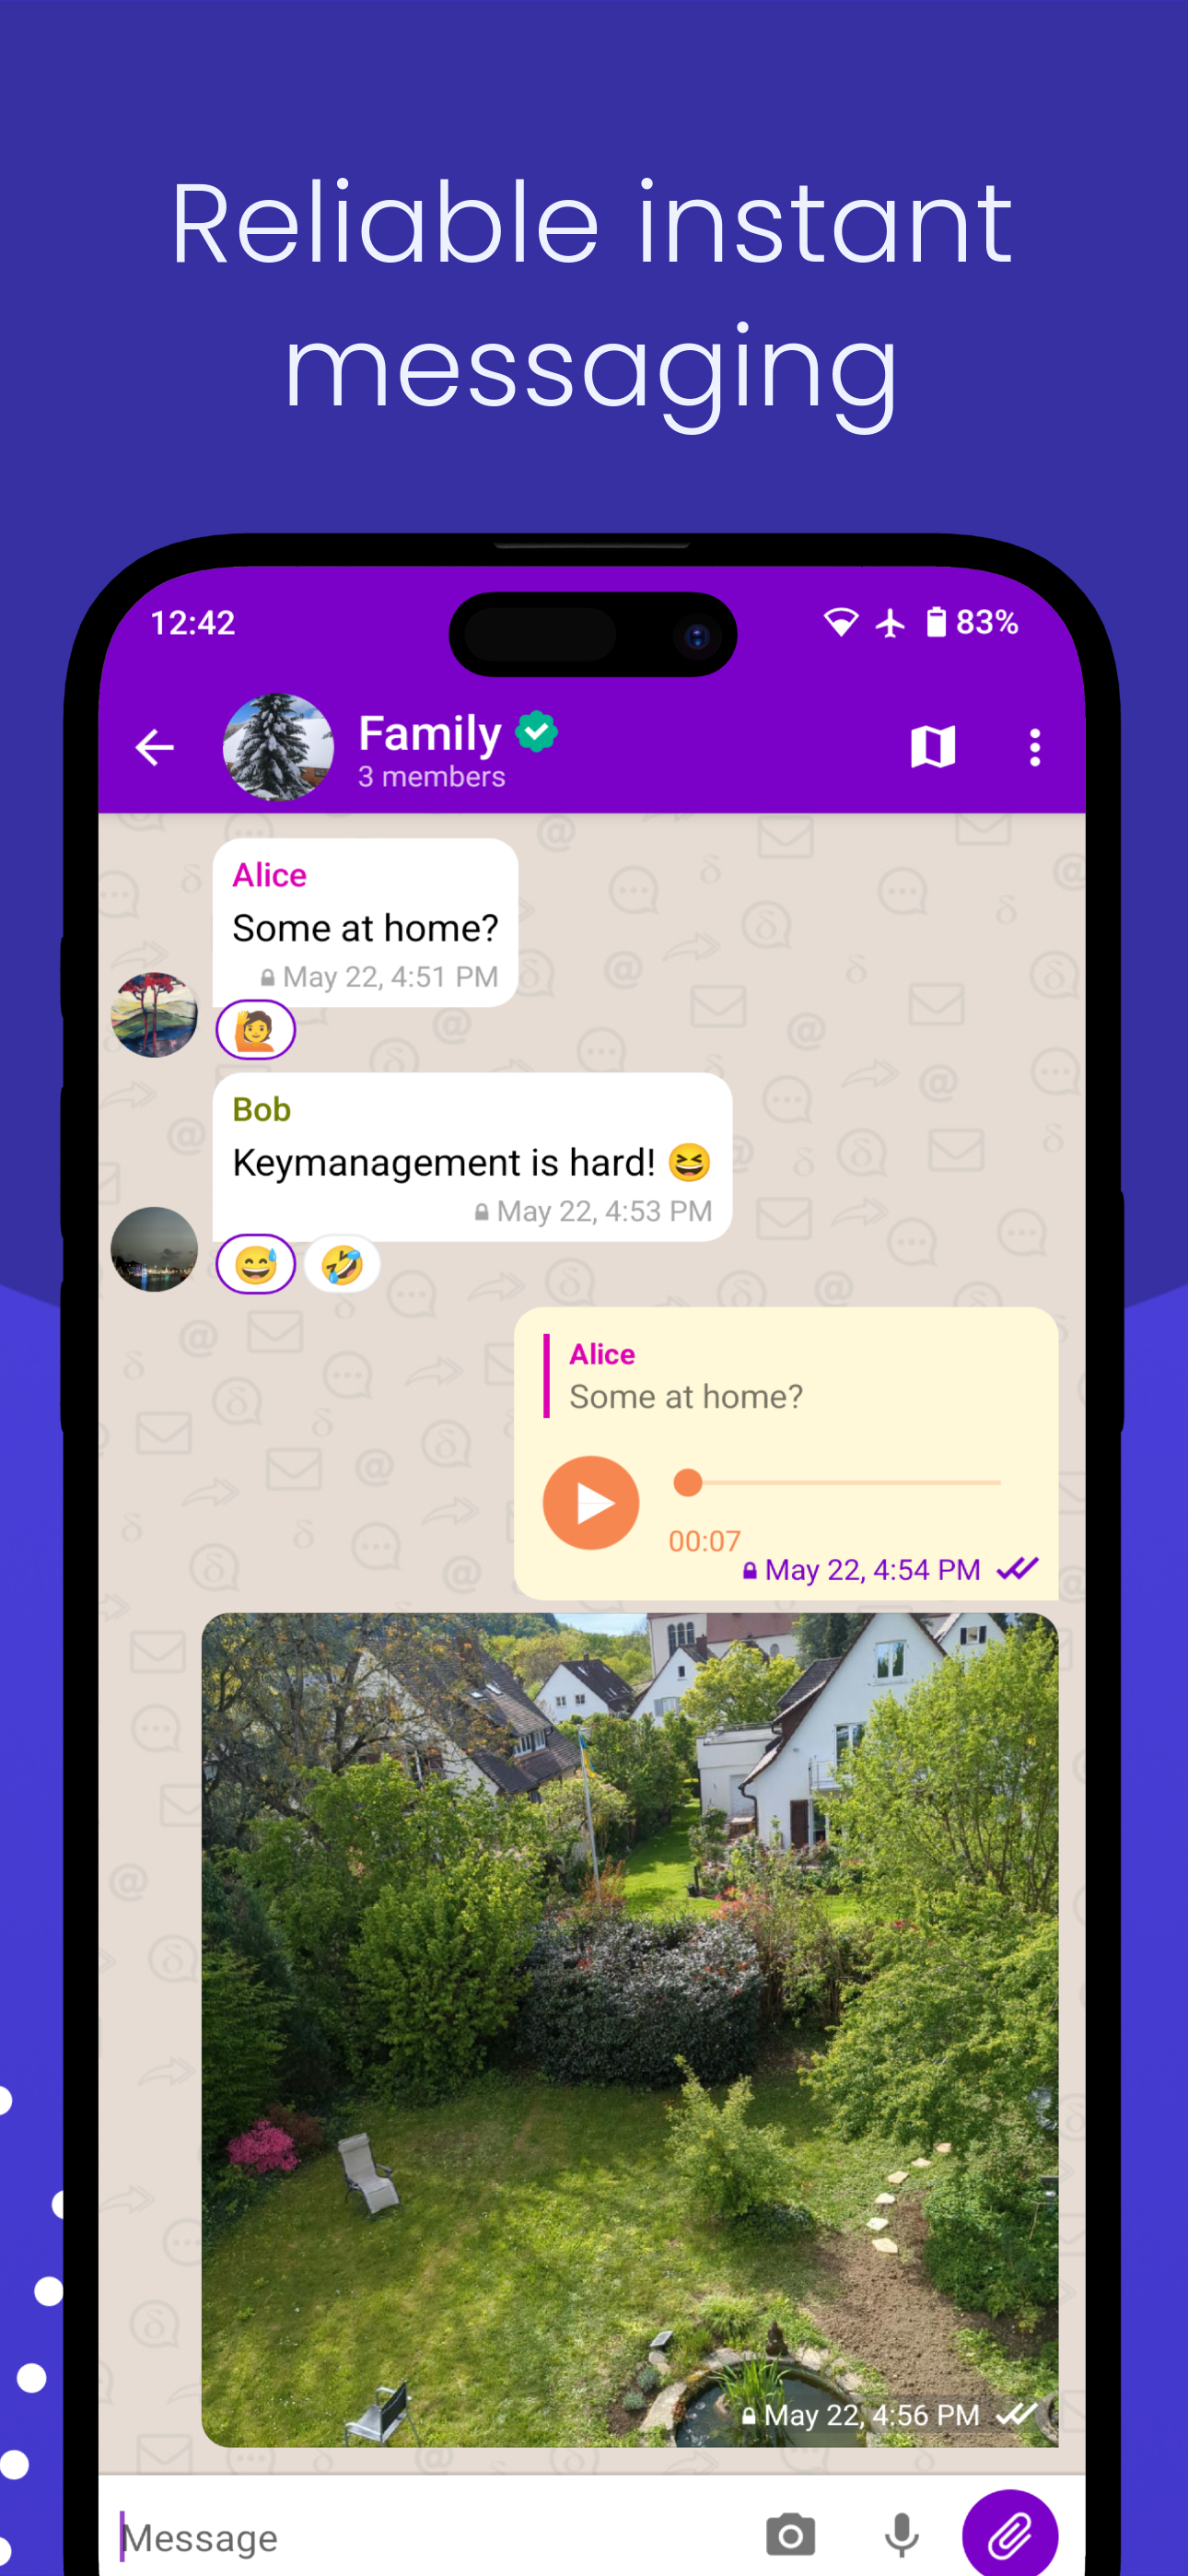 Reliable instant
messaging
12:42
83%
Family
3 members
Alice
Some at home?
May 22, 4:51 PM
Bob
Keymanagement is hard! 😆
May 22, 4:53 PM
Alice
Some at home?
00:07
May 22, 4:54 PM
May 22, 4:56 PM
Message